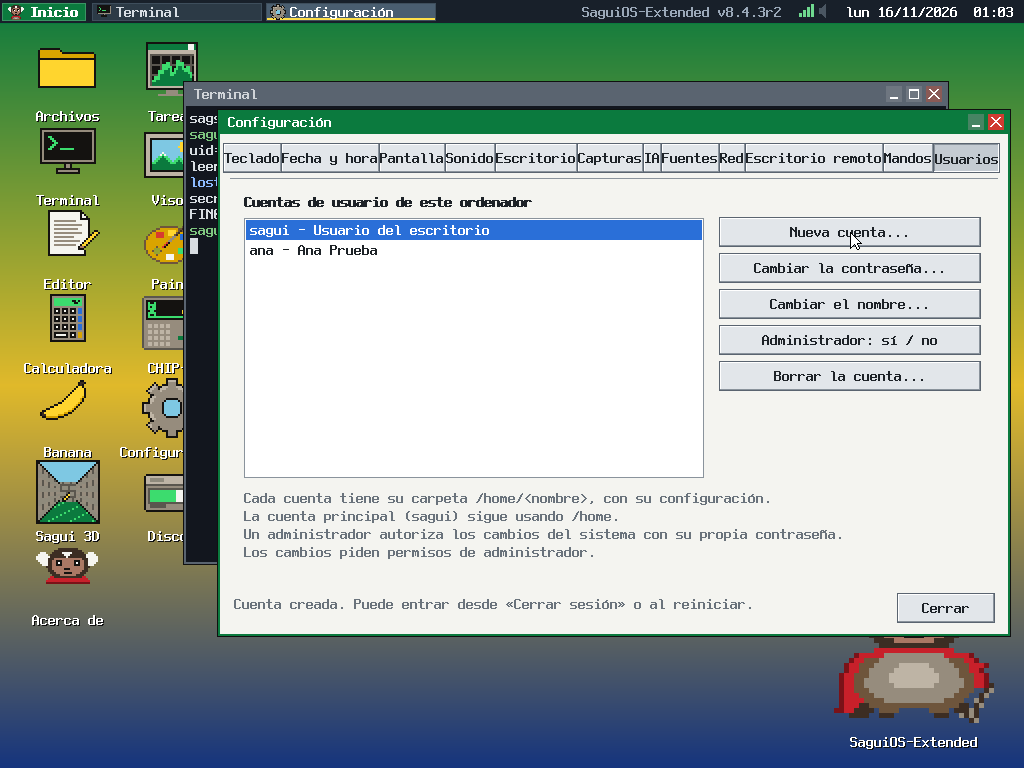 Inicio
Terminal
Configuración
SaguiOS-Extended v8.4.3r2
lun 16/11/2026
01:03
Archivos
Terminal
Editor
Calculadora
CHIP-
Banana
Sagui 3D
Acerca de
Terminal
uid=
Configuración
Teclado
Fecha y hora
Pantalla
Sonido
Escritorio
Capturas
IA
Fuentes
Red
Escritorio remoto
Mandos
Usuarios
Cuentas de usuario de este ordenador
sagui - Usuario del escritorio
ana - Ana Prueba
Nueva cuenta...
Cambiar la contraseña...
Cambiar el nombre...
Administrador: sí / no
Borrar la cuenta...
Cada cuenta tiene su carpeta /home/<nombre>, con su configuración.
La cuenta principal (sagui) sigue usando /home.
Un administrador autoriza los cambios del sistema con su propia contraseña.
Los cambios piden permisos de administrador.
Cuenta creada. Puede entrar desde «Cerrar sesión» o al reiniciar.
Cerrar
SaguiOS-Extended